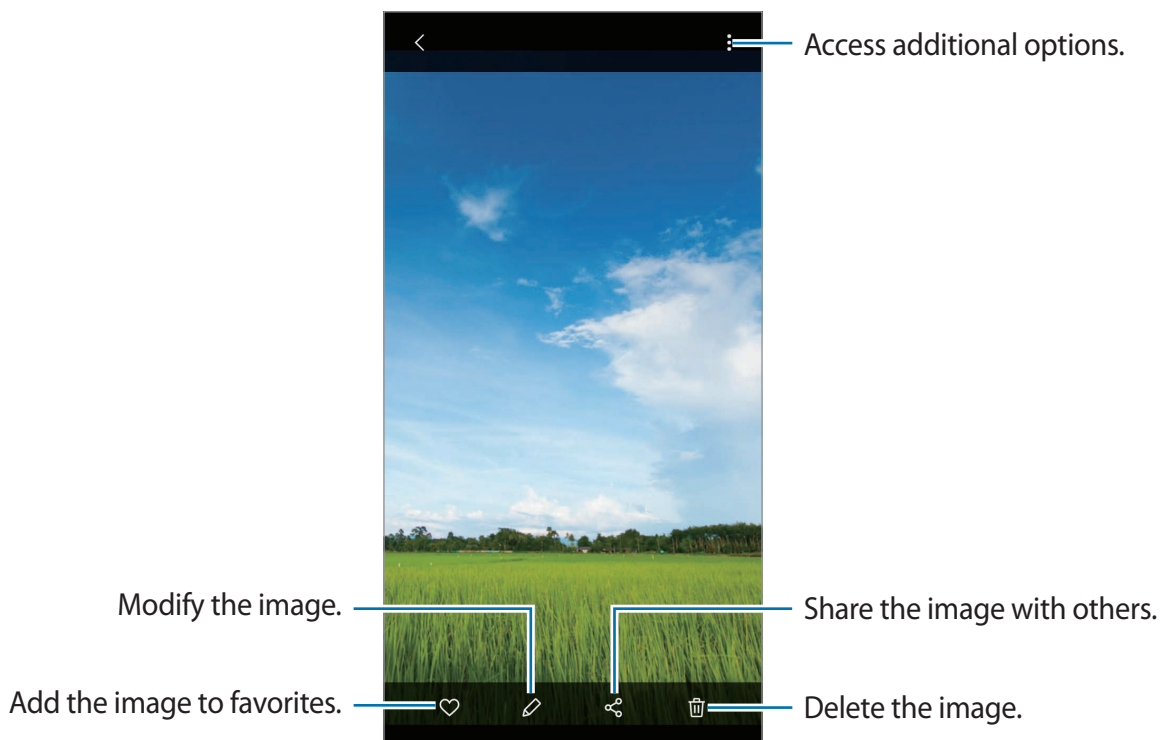 Access additional options.
Modify the image.
Share the image with others.
Add the image to favorites.
Delete the image.